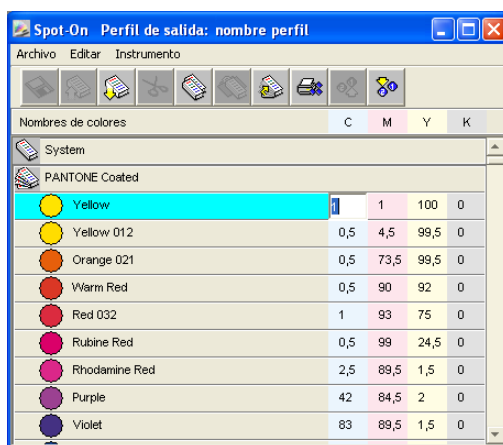 Spot-On Perfil de salida: nombre perfil
Archivo Editar Instrumento
Nombres de colores C M Y K
System
PANTONE Coated
Yellow 1 1 100 0
Yellow 012 0,5 4,5 99,5 0
Orange 021 0,5 73,5 99,5 0
Warm Red 0,5 90 92 0
Red 032 1 93 75 0
Rubine Red 0,5 99 24,5 0
Rhodamine Red 2,5 89,5 1,5 0
Purple 42 84,5 2 0
Violet 83 89,5 1,5 0